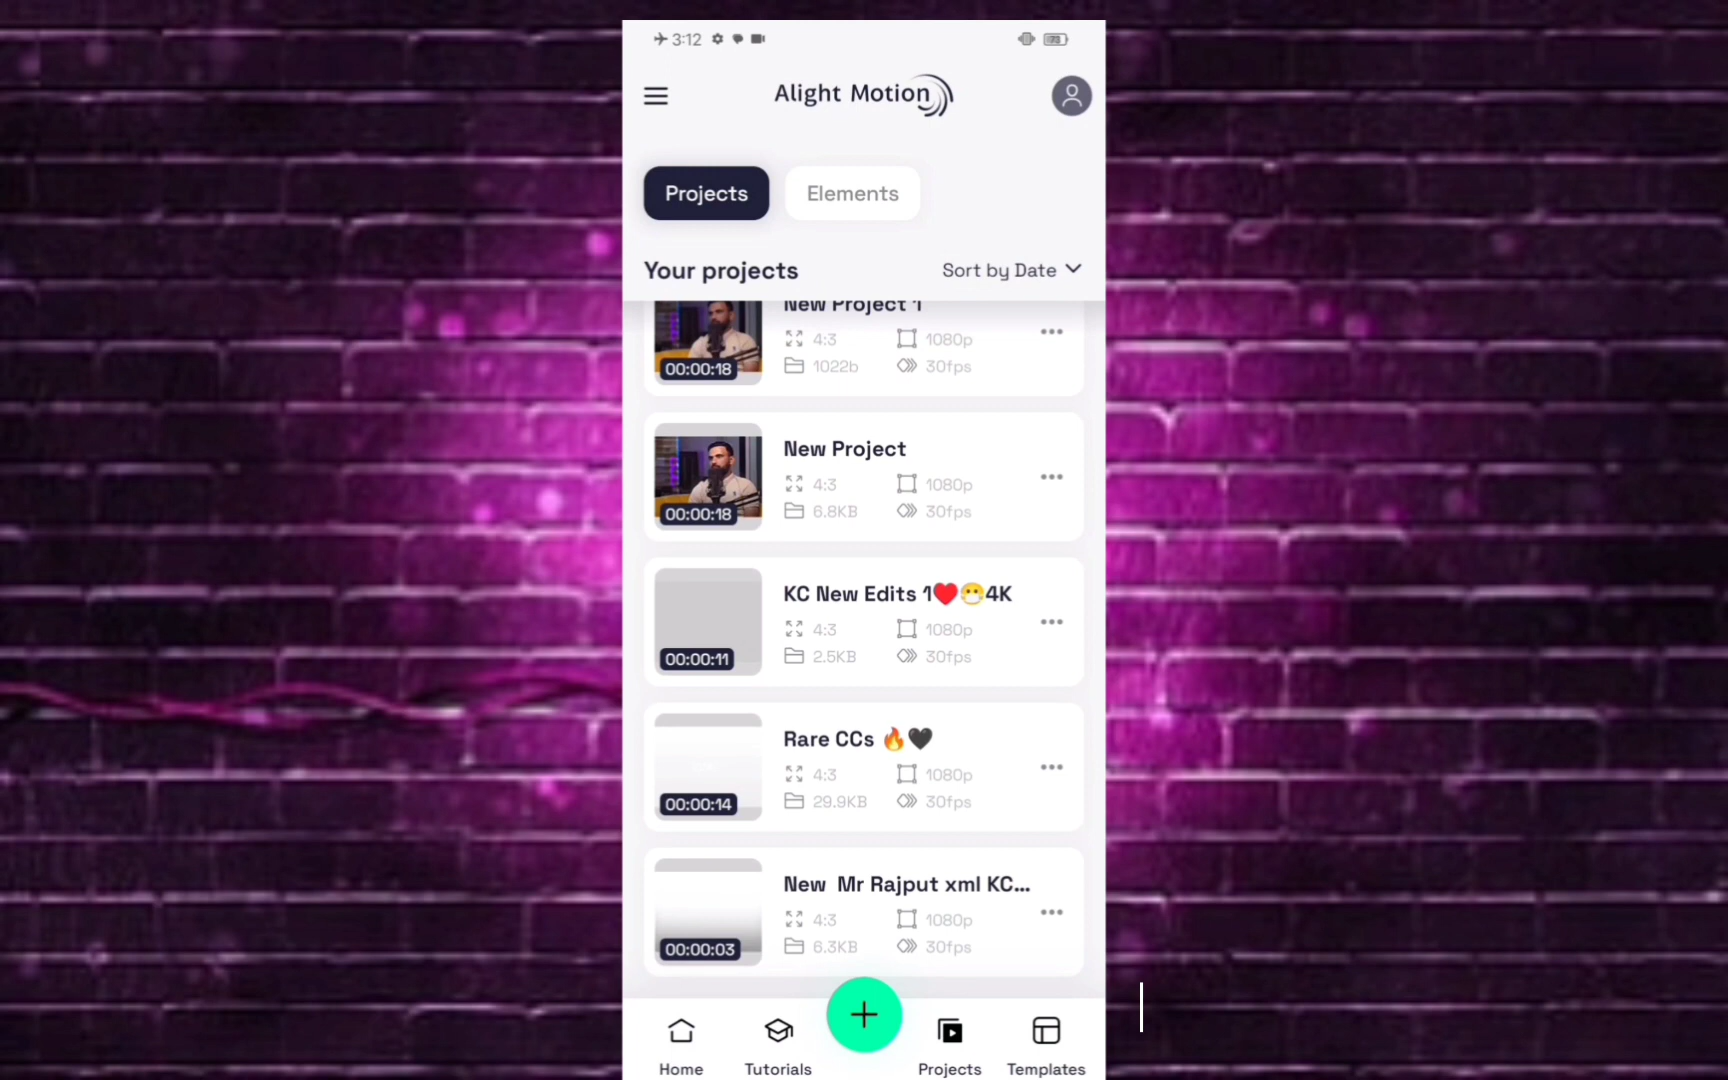 3:12
73
Alight Motion
Projects
Elements
Your projects
Sort by Date
New Project 1
4:3
1080p
1022b
30fps
00:00:18
New Project
4:3
1080p
6.8KB
30fps
00:00:18
KC New Edits 1❤️😷4K
4:3
1080p
2.5KB
30fps
00:00:11
Rare CCs 🔥🖤
4:3
1080p
29.9KB
30fps
00:00:14
New  Mr Rajput xml KC...
4:3
1080p
6.3KB
30fps
00:00:03
Home
Tutorials
Projects
Templates